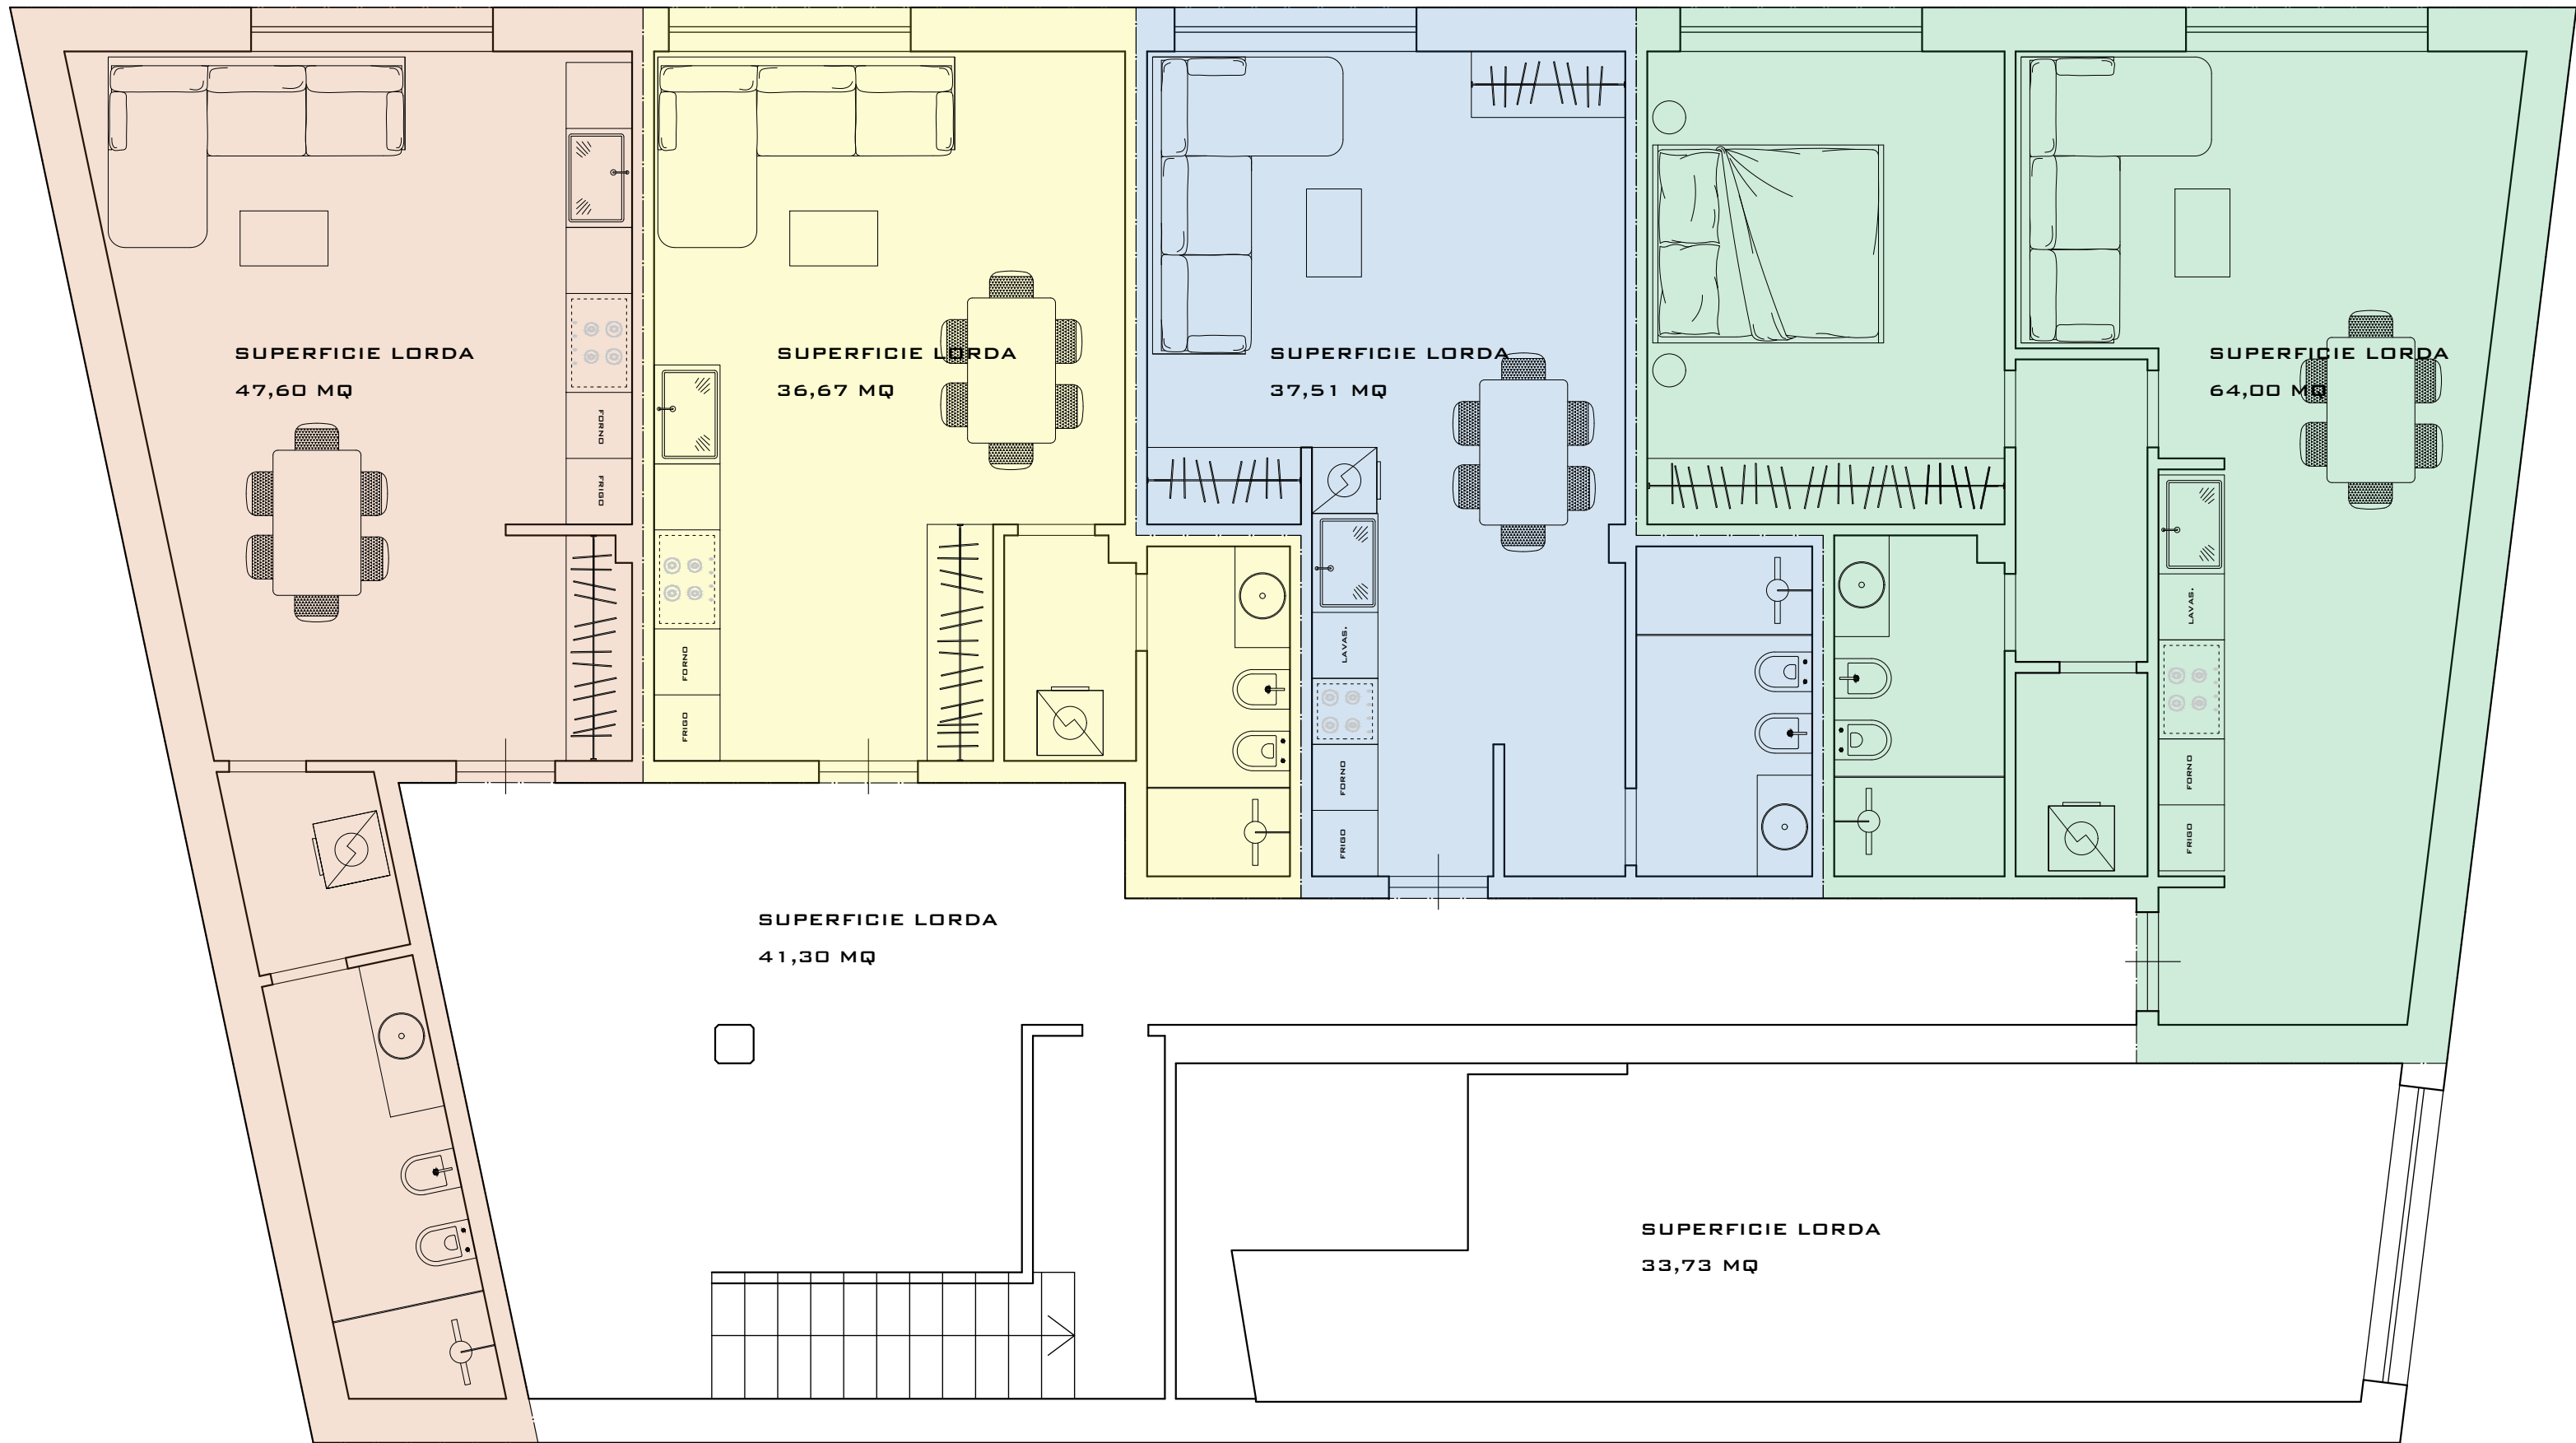 SUPERFICIE LORDA
47,60 MQ
SUPERFICIE LORDA
36,67 MQ
SUPERFICIE LORDA
37,51 MQ
SUPERFICIE LORDA
64,00 MQ
FORNO
FRIGO
FORNO
FRIGO
LAVAS.
FORNO
FRIGO
LAVAS.
FORNO
FRIGO
SUPERFICIE LORDA
41,30 MQ
SUPERFICIE LORDA
33,73 MQ